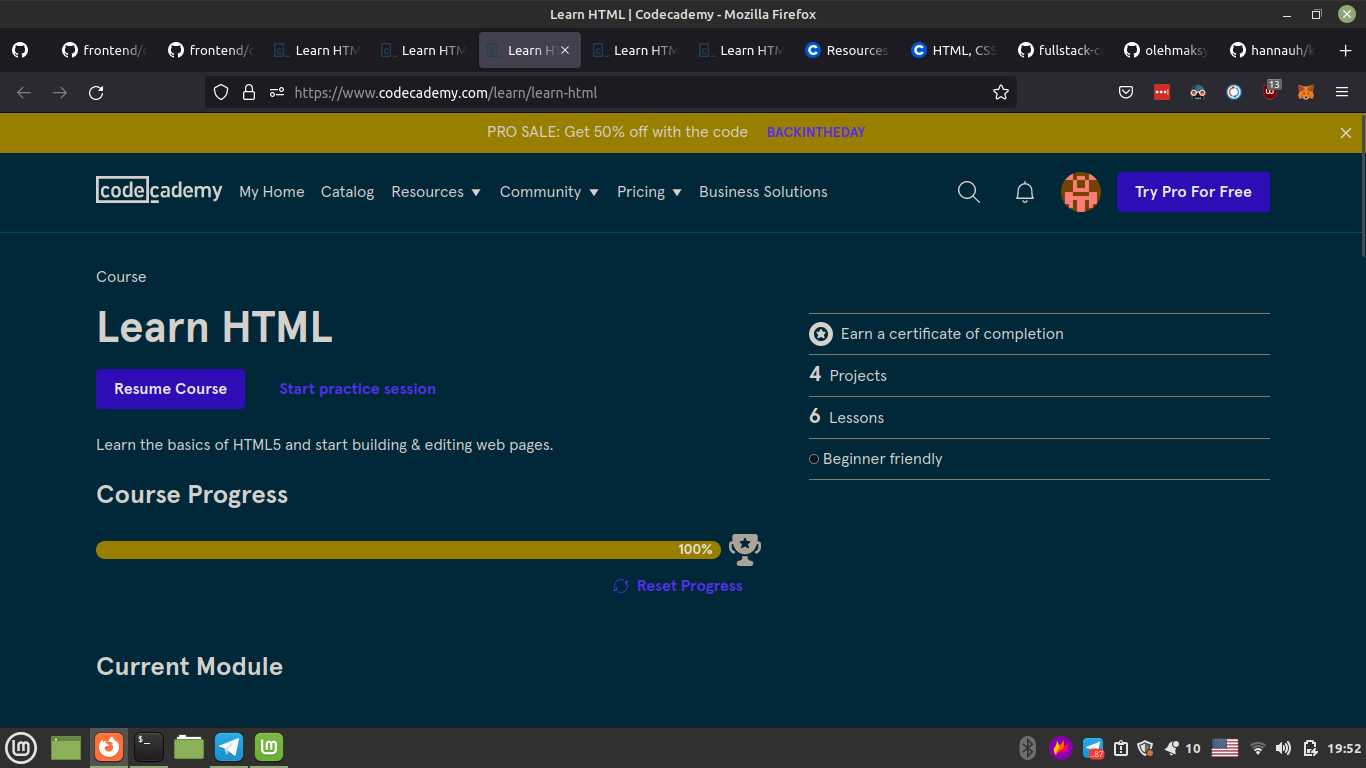 Learn HTML | Codecademy - Mozilla Firefox
frontend/c
frontend/c
Learn HTM
Learn HTM
Learn HT
Learn HTM
Learn HTM
Resources
HTML, CSS
fullstack-c
olehmaksy
hannauh/k
https://www.codecademy.com/learn/learn-html
13
PRO SALE: Get 50% off with the code BACKINTHEDAY
codecademy My Home Catalog Resources Community Pricing Business Solutions Try Pro For Free
Course
Learn HTML
Resume Course Start practice session
Learn the basics of HTML5 and start building & editing web pages.
Course Progress
100%
Reset Progress
Current Module
Earn a certificate of completion
4 Projects
6 Lessons
Beginner friendly
$_
87
10
19:52